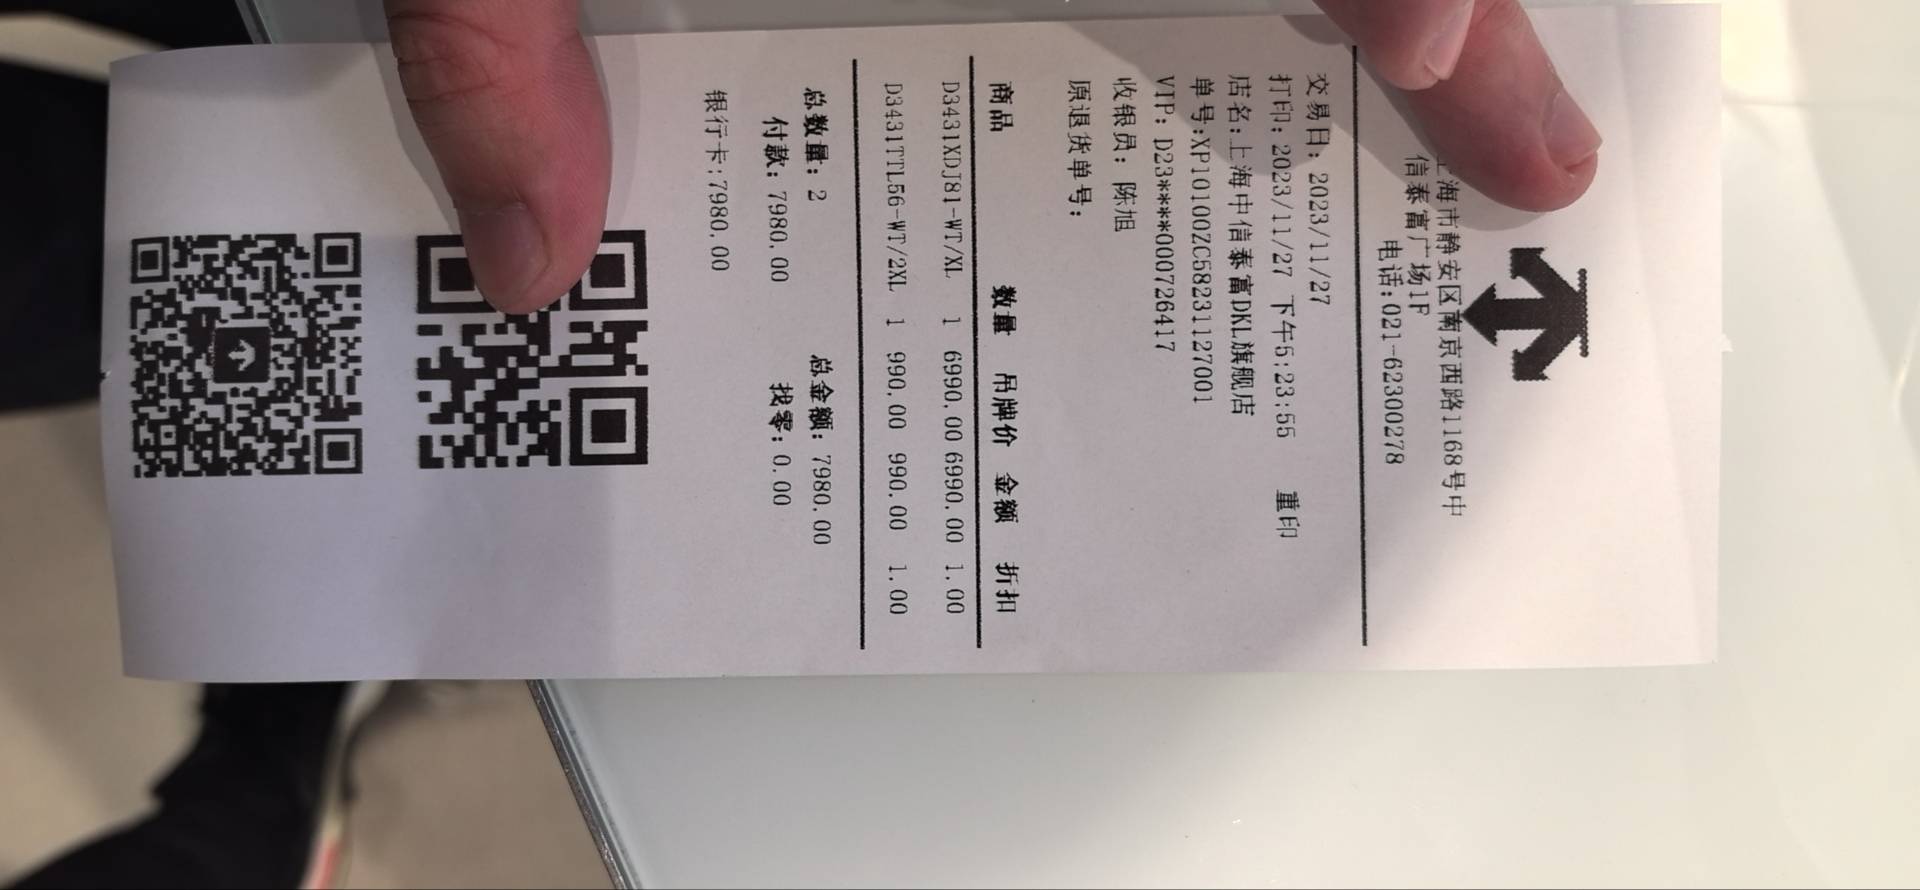 上海市静安区南京西路1168号中
信泰富广场1F
电话:021-62300278
交易日: 2023/11/27
打印: 2023/11/27 下午5:23:55 重印
店名:上海中信泰富DKL旗舰店
单号:XP10100ZC58231127001
VIP: D23*****000726417
收银员: 陈旭
原退货单号:
商品 数量 吊牌价 金额 折扣
D3431XDJ81-WT/XL 1 6990.00 6990.00 1.00
D3431TTL56-WT/2XL 1 990.00 990.00 1.00
总数量: 2 总金额: 7980.00
付款: 7980.00 找零: 0.00
银行卡:7980.00